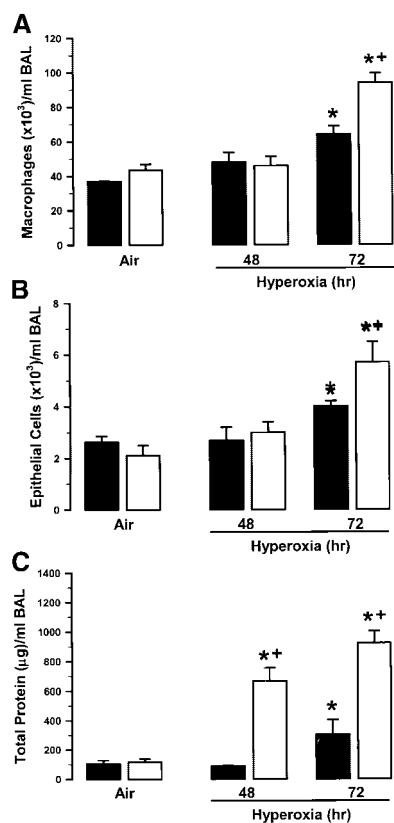 A
Macrophages (x10³)/ml BAL
120
100
80
60
40
20
0
*
*+
Air
48
72
Hyperoxia (hr)
B
Epithelial Cells (x10³)/ml BAL
8
6
4
2
0
*
*+
Air
48
72
Hyperoxia (hr)
C
Total Protein (µg)/ml BAL
1400
1200
1000
800
600
400
200
0
*+
*
*+
Air
48
72
Hyperoxia (hr)